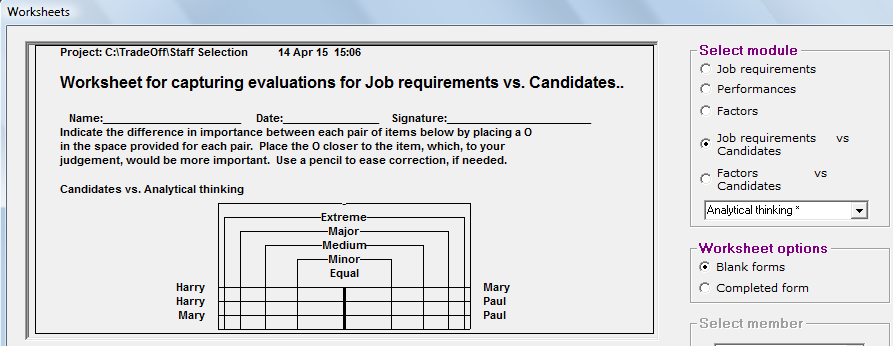 Worksheets
Project: C:\TradeOff\Staff Selection 14 Apr 15 15:06
Worksheet for capturing evaluations for Job requirements vs. Candidates..
Name:______________________ Date:________________ Signature:________________________
Indicate the difference in importance between each pair of items below by placing a O
in the space provided for each pair. Place the O closer to the item, which, to your
judgement, would be more important. Use a pencil to ease correction, if needed.
Candidates vs. Analytical thinking
Extreme
Major
Medium
Minor
Equal
Harry Mary
Harry Paul
Mary Paul
Select module
Job requirements
Performances
Factors
Job requirements vs
Candidates
Factors vs
Candidates
Analytical thinking *
Worksheet options
Blank forms
Completed form
Select member